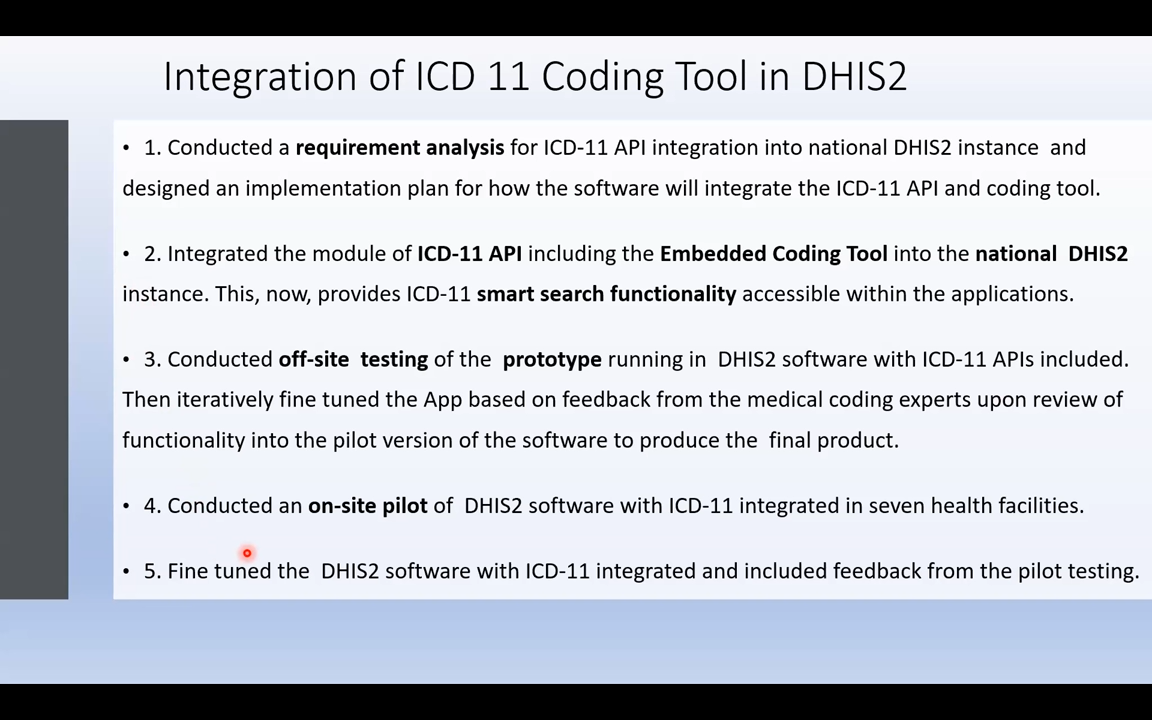 Integration of ICD 11 Coding Tool in DHIS2
• 1. Conducted a requirement analysis for ICD-11 API integration into national DHIS2 instance and
designed an implementation plan for how the software will integrate the ICD-11 API and coding tool.
• 2. Integrated the module of ICD-11 API including the Embedded Coding Tool into the national DHIS2
instance. This, now, provides ICD-11 smart search functionality accessible within the applications.
• 3. Conducted off-site testing of the prototype running in DHIS2 software with ICD-11 APIs included.
Then iteratively fine tuned the App based on feedback from the medical coding experts upon review of
functionality into the pilot version of the software to produce the final product.
• 4. Conducted an on-site pilot of DHIS2 software with ICD-11 integrated in seven health facilities.
• 5. Fine tuned the DHIS2 software with ICD-11 integrated and included feedback from the pilot testing.